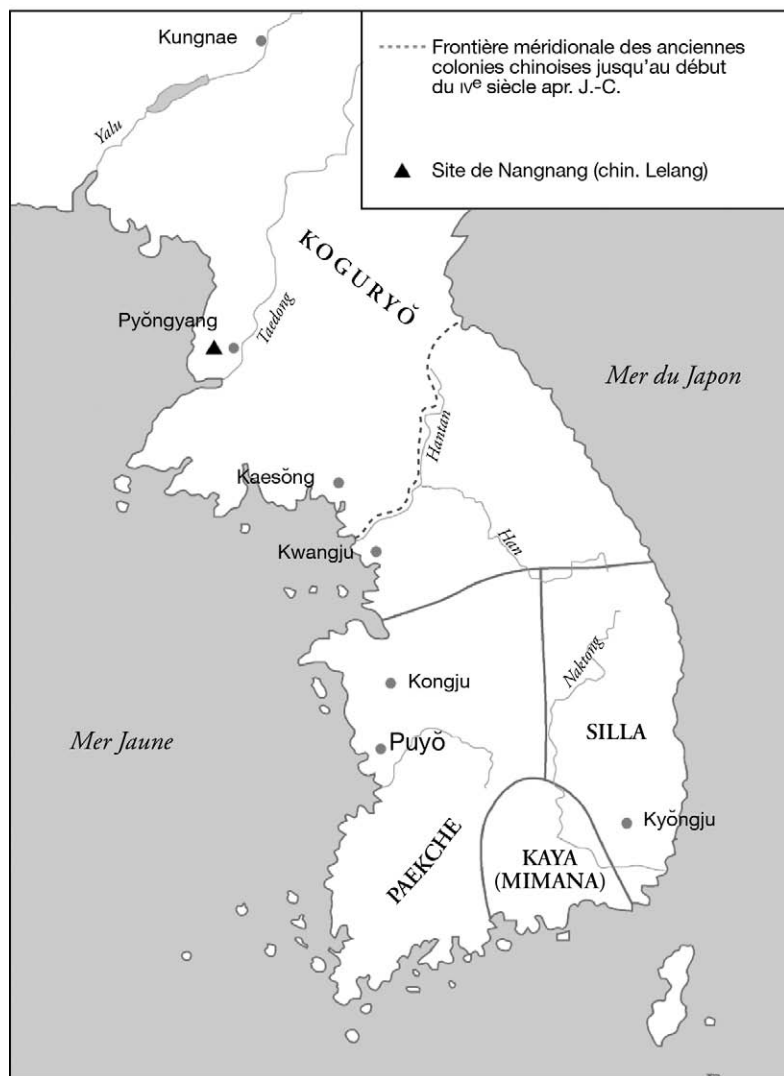 Kungnae
Frontière méridionale des anciennes
colonies chinoises jusqu'au début
du IVe siècle apr. J.-C.
Yalu
Site de Nangnang (chin. Lelang)
KOGURYŎ
Pyŏngyang
Taedong
Mer du Japon
Hantan
Kaesŏng
Han
Kwangju
Naktong
Kongju
Mer Jaune
Puyŏ
SILLA
Kyŏngju
PAEKCHE
KAYA
(MIMANA)